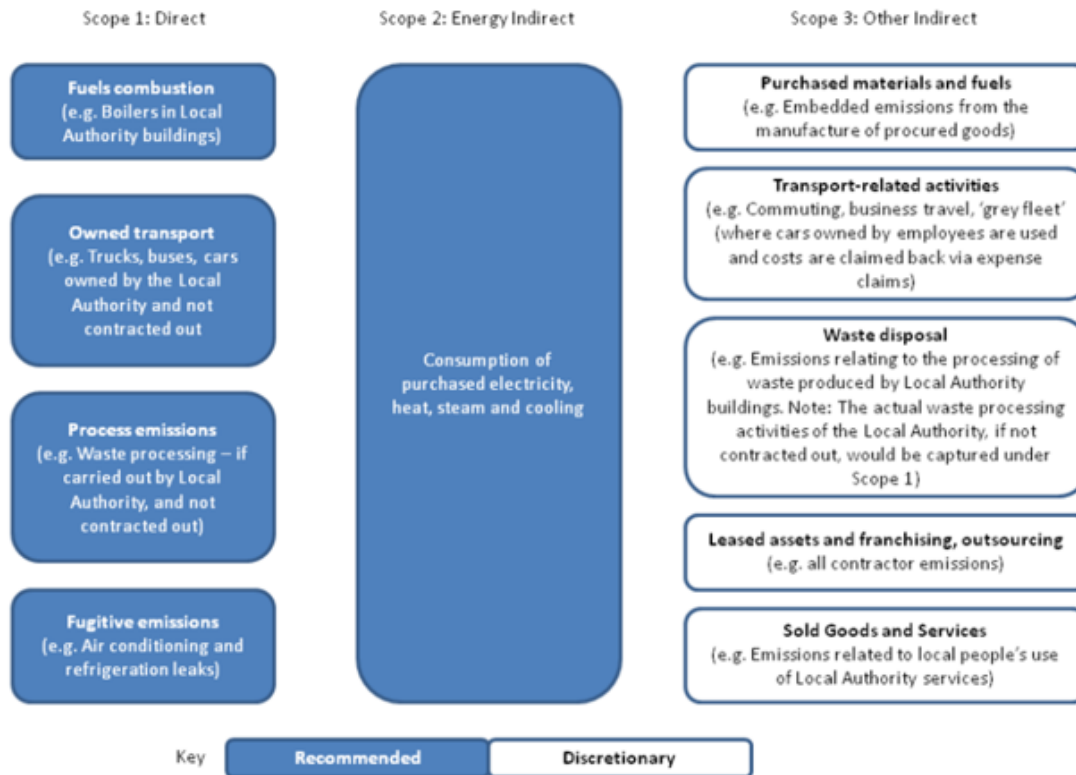 Scope 1: Direct
Scope 2: Energy Indirect
Scope 3: Other Indirect
Fuels combustion
(e.g. Boilers in Local
Authority buildings)
Owned transport
(e.g. Trucks, buses, cars
owned by the Local
Authority and not
contracted out
Process emissions
(e.g. Waste processing – if
carried out by Local
Authority, and not
contracted out)
Fugitive emissions
(e.g. Air conditioning and
refrigeration leaks)
Consumption of
purchased electricity,
heat, steam and cooling
Purchased materials and fuels
(e.g. Embedded emissions from the
manufacture of procured goods)
Transport-related activities
(e.g. Commuting, business travel, ‘grey fleet’
(where cars owned by employees are used
and costs are claimed back via expense
claims)
Waste disposal
(e.g. Emissions relating to the processing of
waste produced by Local Authority
buildings. Note: The actual waste processing
activities of the Local Authority, if not
contracted out, would be captured under
Scope 1)
Leased assets and franchising, outsourcing
(e.g. all contractor emissions)
Sold Goods and Services
(e.g. Emissions related to local people’s use
of Local Authority services)
Key
Recommended
Discretionary